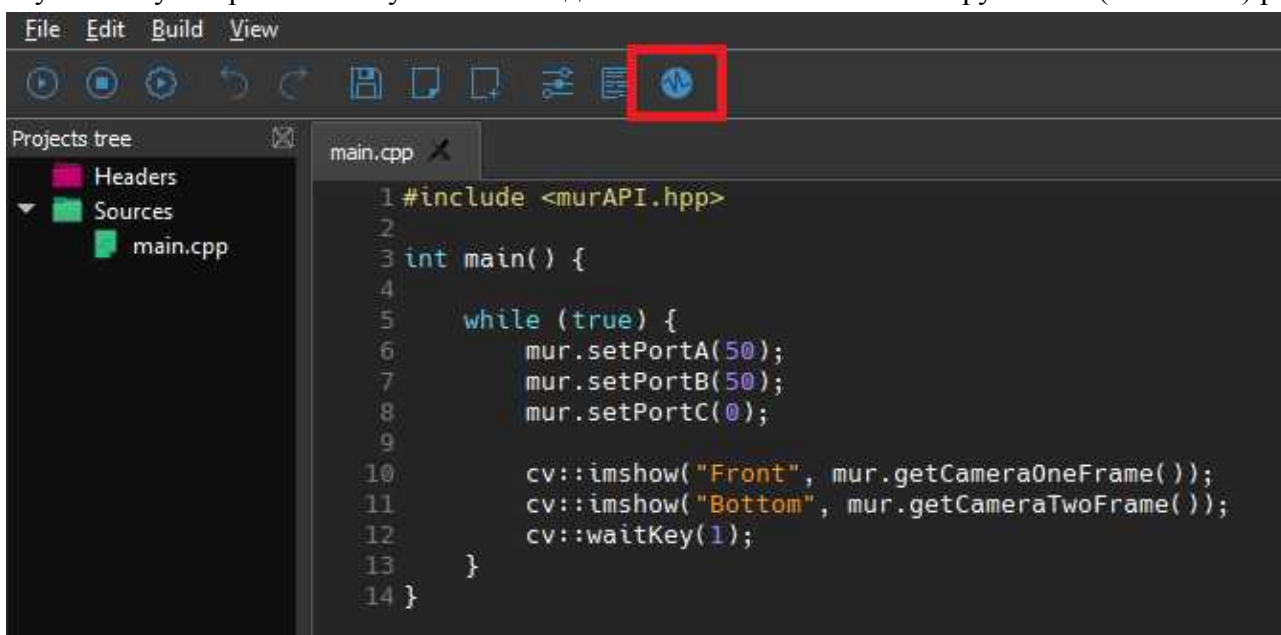 File Edit Build View
Projects tree
main.cpp
Headers
Sources
main.cpp
1 #include <murAPI.hpp>
2
3 int main() {
4
5     while (true) {
6         mur.setPortA(50);
7         mur.setPortB(50);
8         mur.setPortC(0);
9
10         cv::imshow("Front", mur.getCameraOneFrame());
11         cv::imshow("Bottom", mur.getCameraTwoFrame());
12         cv::waitKey(1);
13     }
14 }